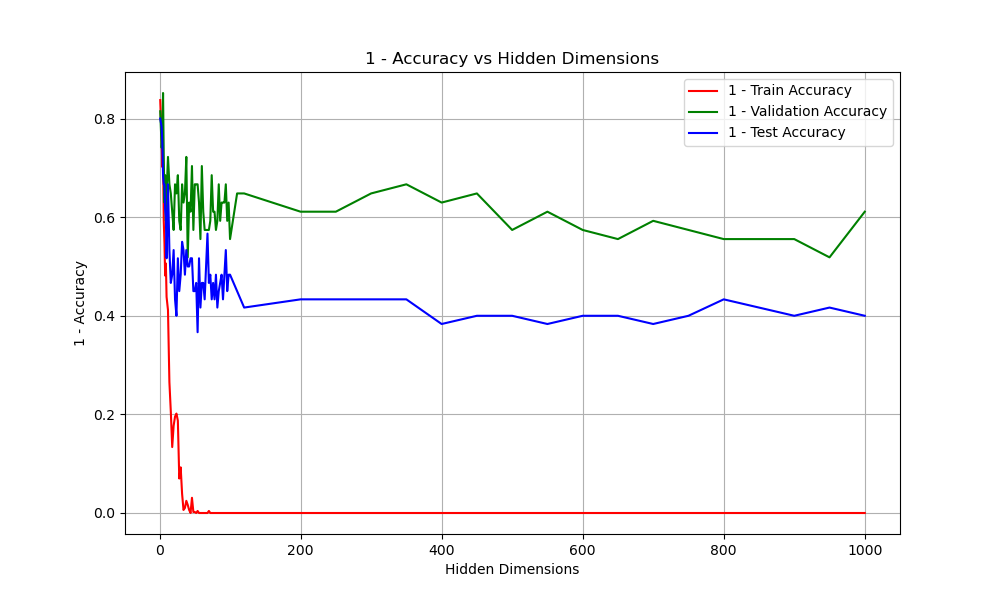 1 - Accuracy vs Hidden Dimensions
1 - Train Accuracy
1 - Validation Accuracy
1 - Test Accuracy
0.8
0.6
0.4
0.2
0.0
1 - Accuracy
0 200 400 600 800 1000
Hidden Dimensions